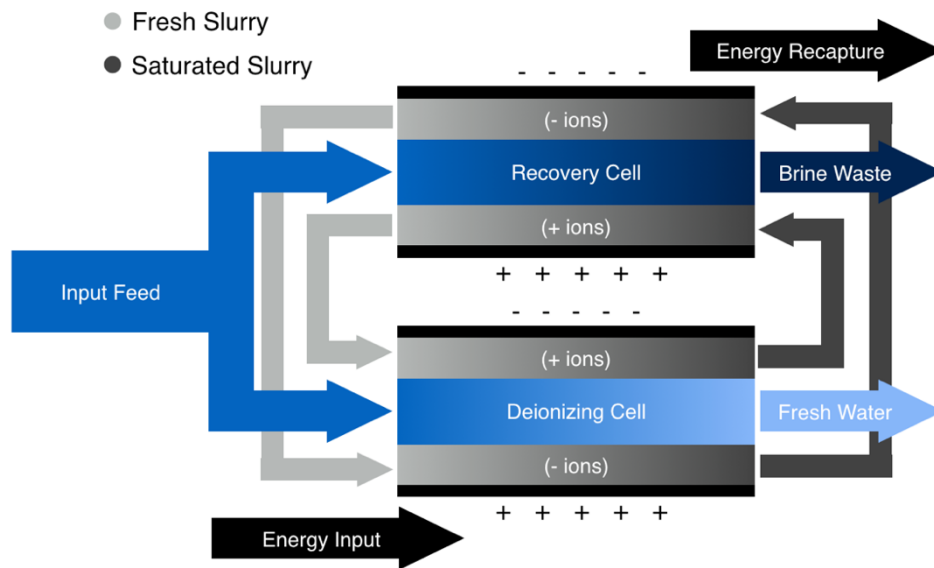 Fresh Slurry
Saturated Slurry
Energy Recapture
- - - - -
(- ions)
Recovery Cell
Brine Waste
(+ ions)
+ + + + +
Input Feed
- - - - -
(+ ions)
Deionizing Cell
Fresh Water
(- ions)
+ + + + +
Energy Input